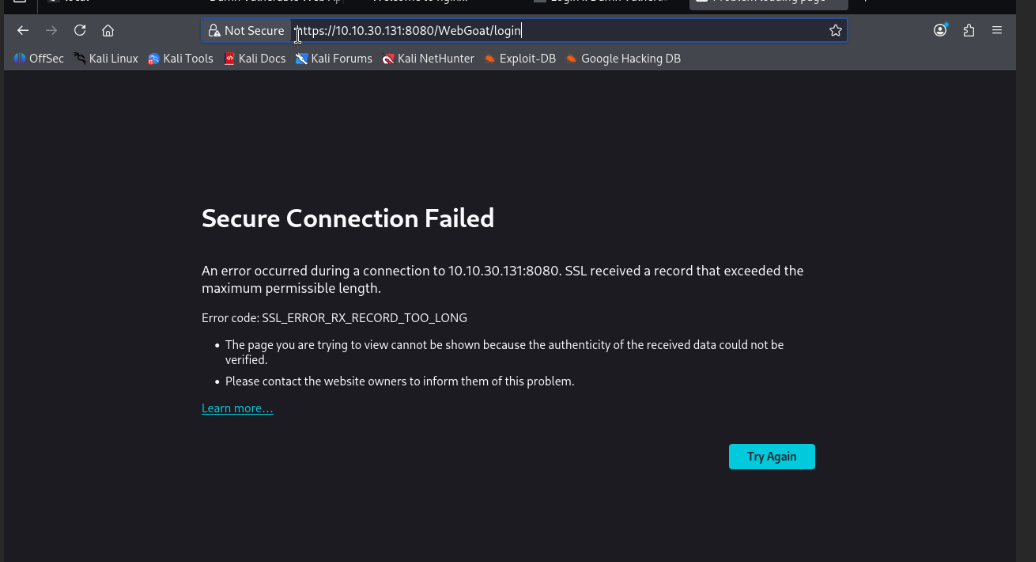 Not Secure https://10.10.30.131:8080/WebGoat/login
OffSec Kali Linux Kali Tools Kali Docs Kali Forums Kali NetHunter Exploit-DB Google Hacking DB
Secure Connection Failed
An error occurred during a connection to 10.10.30.131:8080. SSL received a record that exceeded the
maximum permissible length.
Error code: SSL_ERROR_RX_RECORD_TOO_LONG
The page you are trying to view cannot be shown because the authenticity of the received data could not be
verified.
Please contact the website owners to inform them of this problem.
Learn more…
Try Again